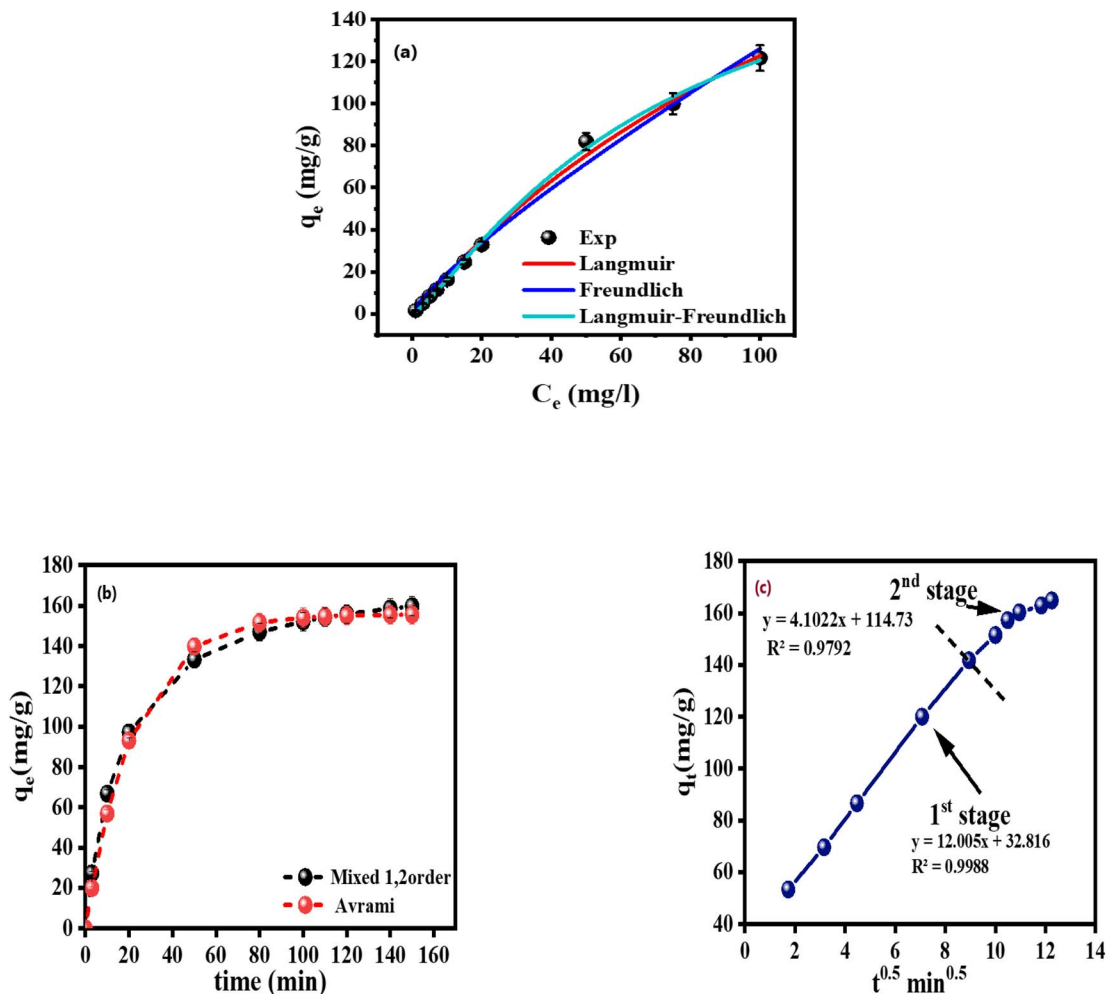 (a)
140
120
100
80
60
40
20
0
qe (mg/g)
Exp
Langmuir
Freundlich
Langmuir-Freundlich
0 20 40 60 80 100
Ce (mg/l)
(b)
180
160
140
120
100
80
60
40
20
0
qe(mg/g)
Mixed 1,2order
Avrami
0 20 40 60 80 100 120 140 160
time (min)
(c)
180
160
140
120
100
80
60
40
qt(mg/g)
2nd stage
y = 4.1022x + 114.73
R² = 0.9792
1st stage
y = 12.005x + 32.816
R² = 0.9988
0 2 4 6 8 10 12 14
t0.5 min0.5